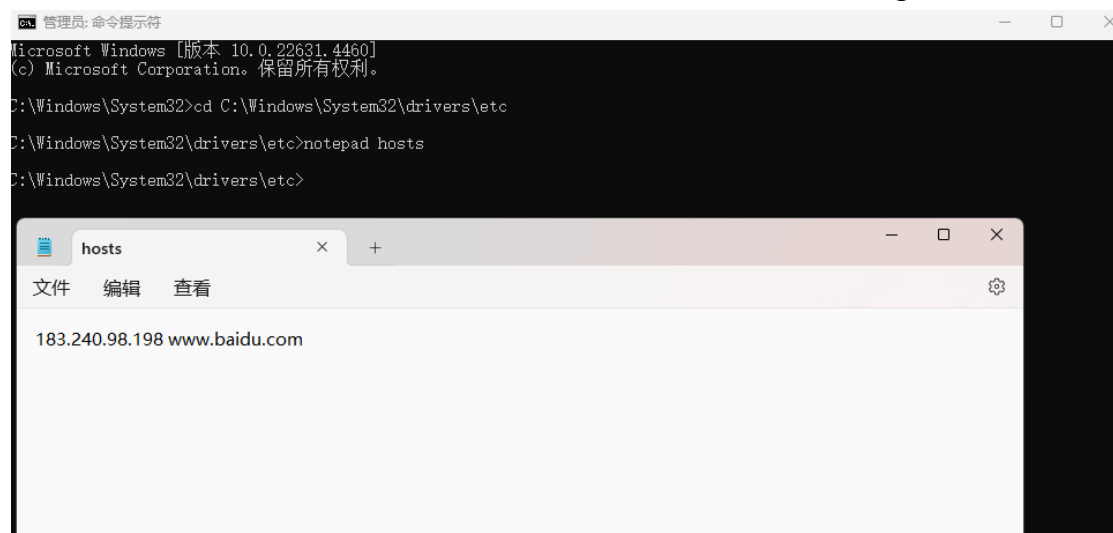 管理员: 命令提示符
Microsoft Windows [版本 10.0.22631.4460]
(c) Microsoft Corporation。保留所有权利。
C:\Windows\System32>cd C:\Windows\System32\drivers\etc
C:\Windows\System32\drivers\etc>notepad hosts
C:\Windows\System32\drivers\etc>
hosts
文件 编辑 查看
183.240.98.198 www.baidu.com